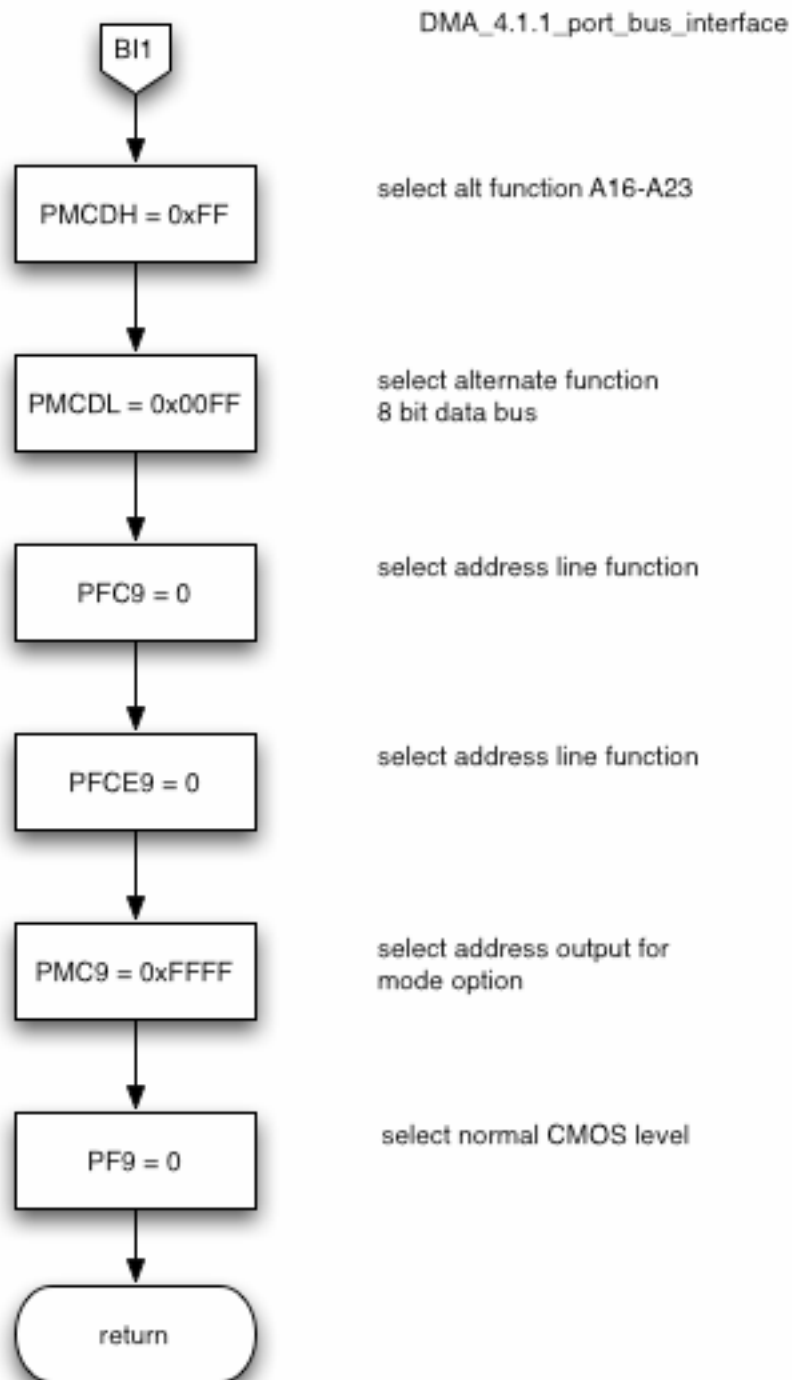 DMA_4.1.1_port_bus_interface
BI1
PMCDH = 0xFF
select alt function A16-A23
PMCDL = 0x00FF
select alternate function
8 bit data bus
PFC9 = 0
select address line function
PFCE9 = 0
select address line function
PMC9 = 0xFFFF
select address output for
mode option
PF9 = 0
select normal CMOS level
return